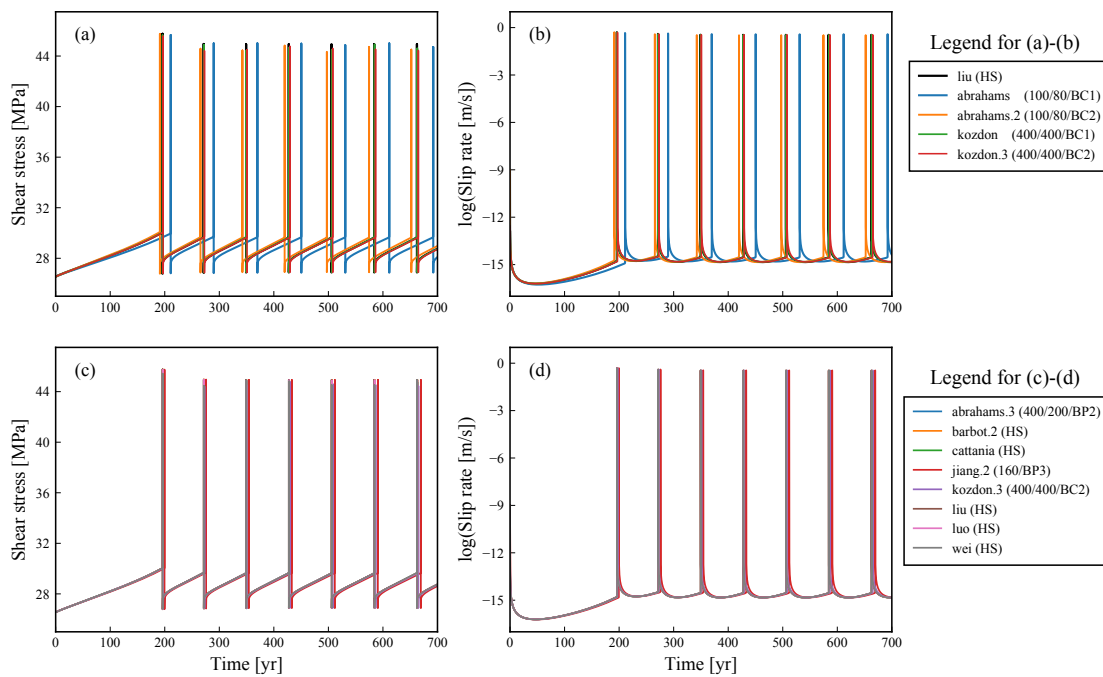 (a)
Shear stress [MPa]
44
40
36
32
28
0 100 200 300 400 500 600 700
(b)
log(Slip rate [m/s])
0
−3
−6
−9
−12
−15
0 100 200 300 400 500 600 700
Legend for (a)-(b)
liu (HS)
abrahams (100/80/BC1)
abrahams.2 (100/80/BC2)
kozdon (400/400/BC1)
kozdon.3 (400/400/BC2)
(c)
Shear stress [MPa]
44
40
36
32
28
0 100 200 300 400 500 600 700
Time [yr]
(d)
log(Slip rate [m/s])
0
−3
−6
−9
−12
−15
0 100 200 300 400 500 600 700
Time [yr]
Legend for (c)-(d)
abrahams.3 (400/200/BP2)
barbot.2 (HS)
cattania (HS)
jiang.2 (160/BP3)
kozdon.3 (400/400/BC2)
liu (HS)
luo (HS)
wei (HS)